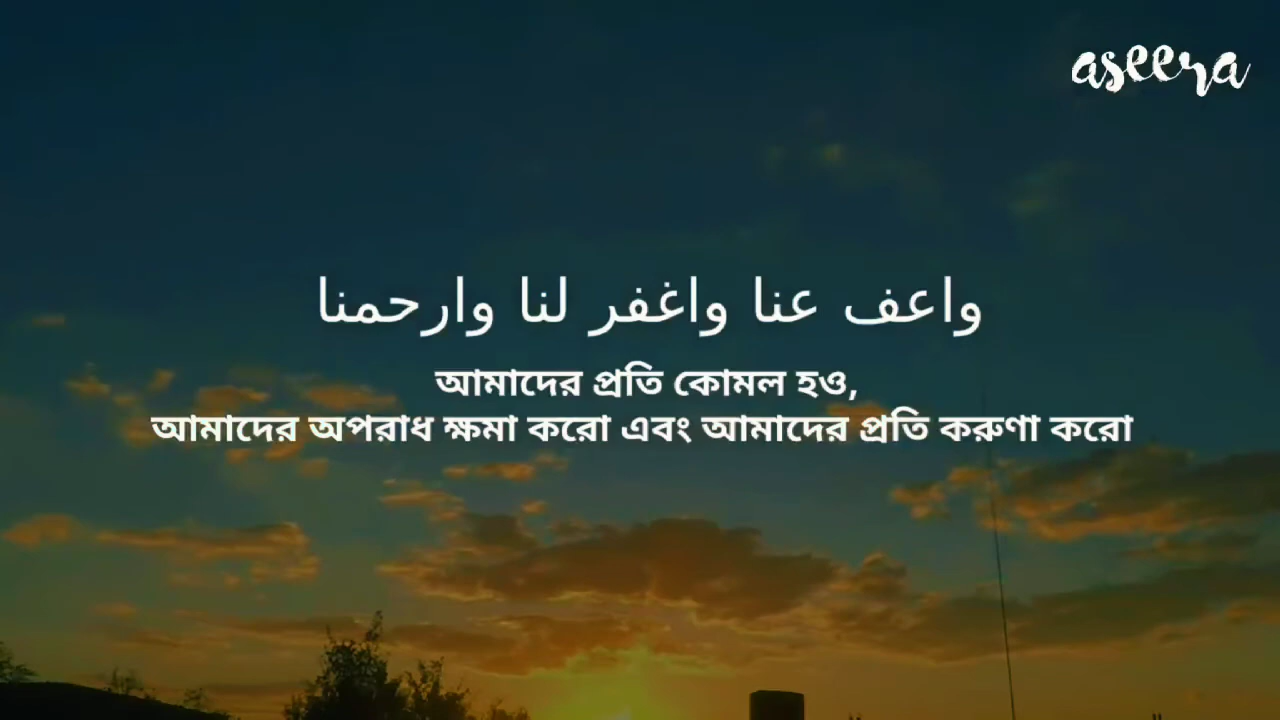 aseera
واعف عنا واغفر لنا وارحمنا
আমাদের প্রতি কোমল হও,
আমাদের অপরাধ ক্ষমা করো এবং আমাদের প্রতি করুণা করো